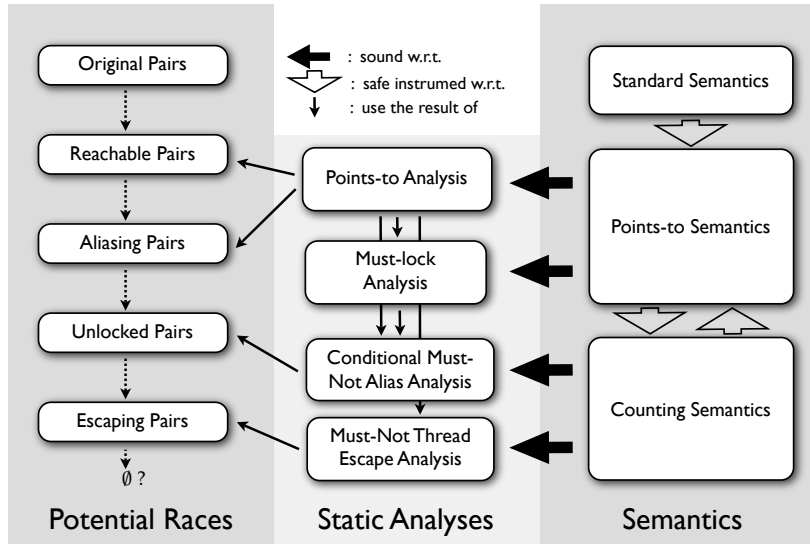 Original Pairs
Reachable Pairs
Aliasing Pairs
Unlocked Pairs
Escaping Pairs
∅ ?
Potential Races
: sound w.r.t.
: safe instrumed w.r.t.
: use the result of
Points-to Analysis
Must-lock
Analysis
Conditional Must-
Not Alias Analysis
Must-Not Thread
Escape Analysis
Static Analyses
Standard Semantics
Points-to Semantics
Counting Semantics
Semantics